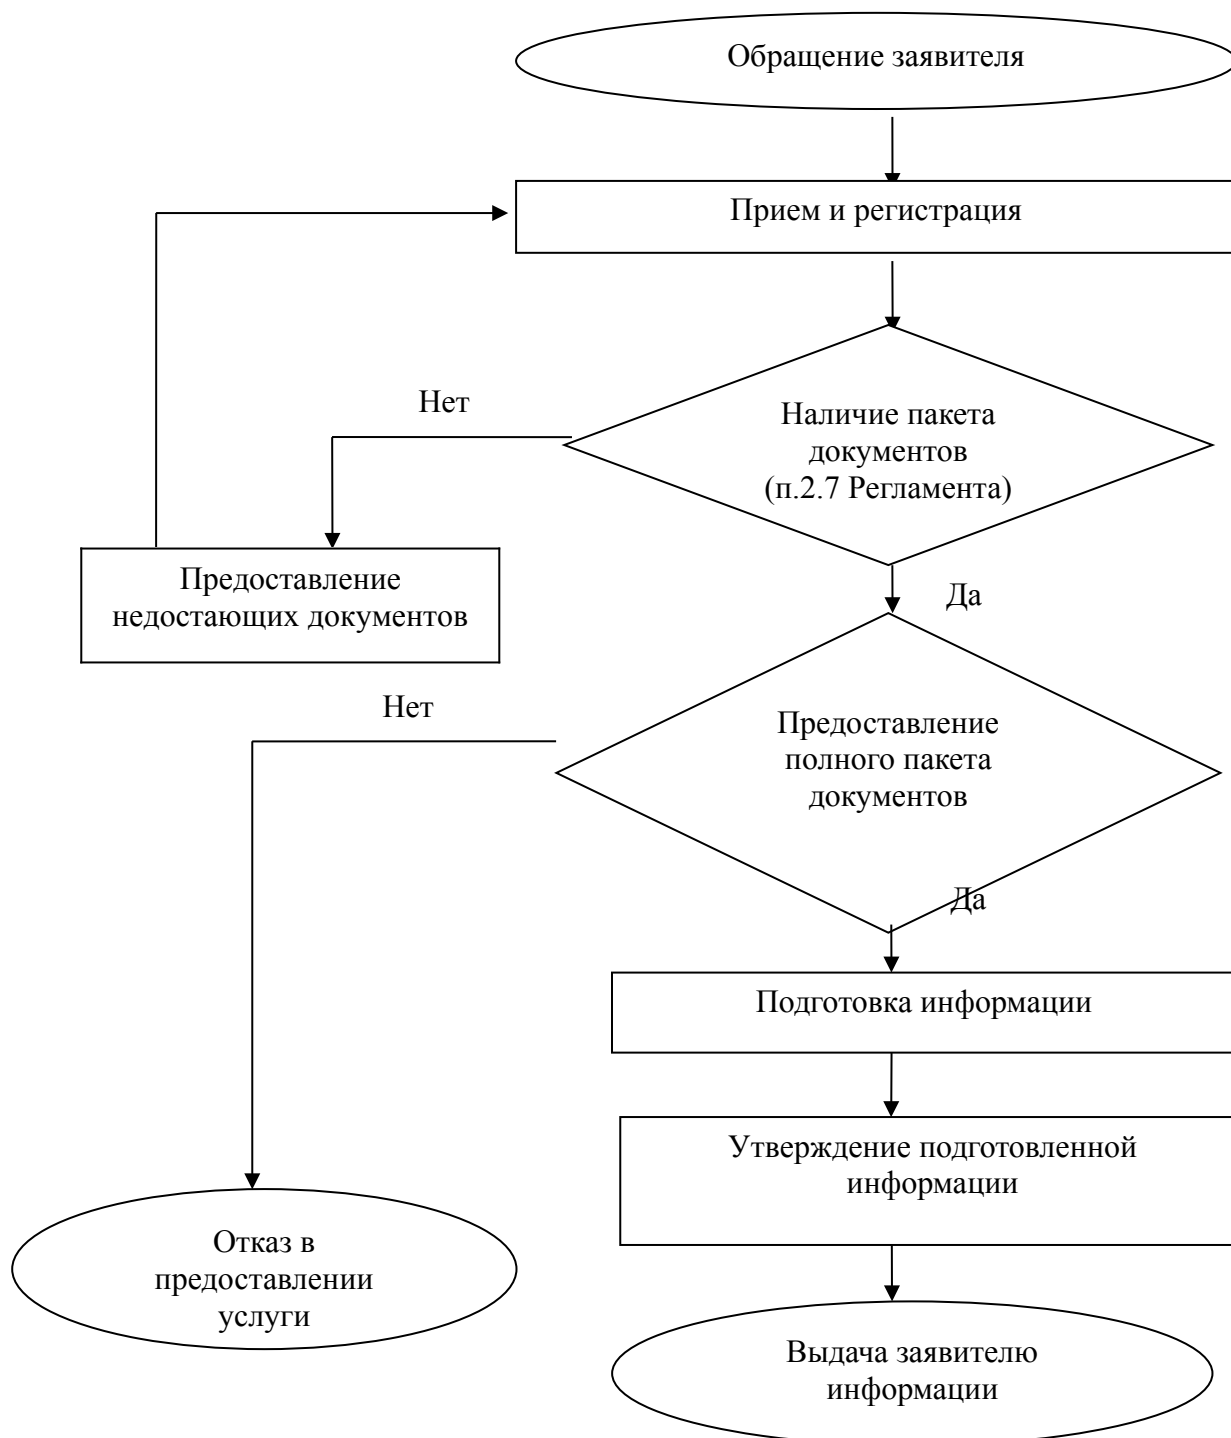 Обращение заявителя
Прием и регистрация
Нет
Наличие пакета
документов
(п.2.7 Регламента)
Предоставление
недостающих документов
Да
Нет
Предоставление
полного пакета
документов
Да
Подготовка информации
Утверждение подготовленной
информации
Отказ в
предоставлении
услуги
Выдача заявителю
информации